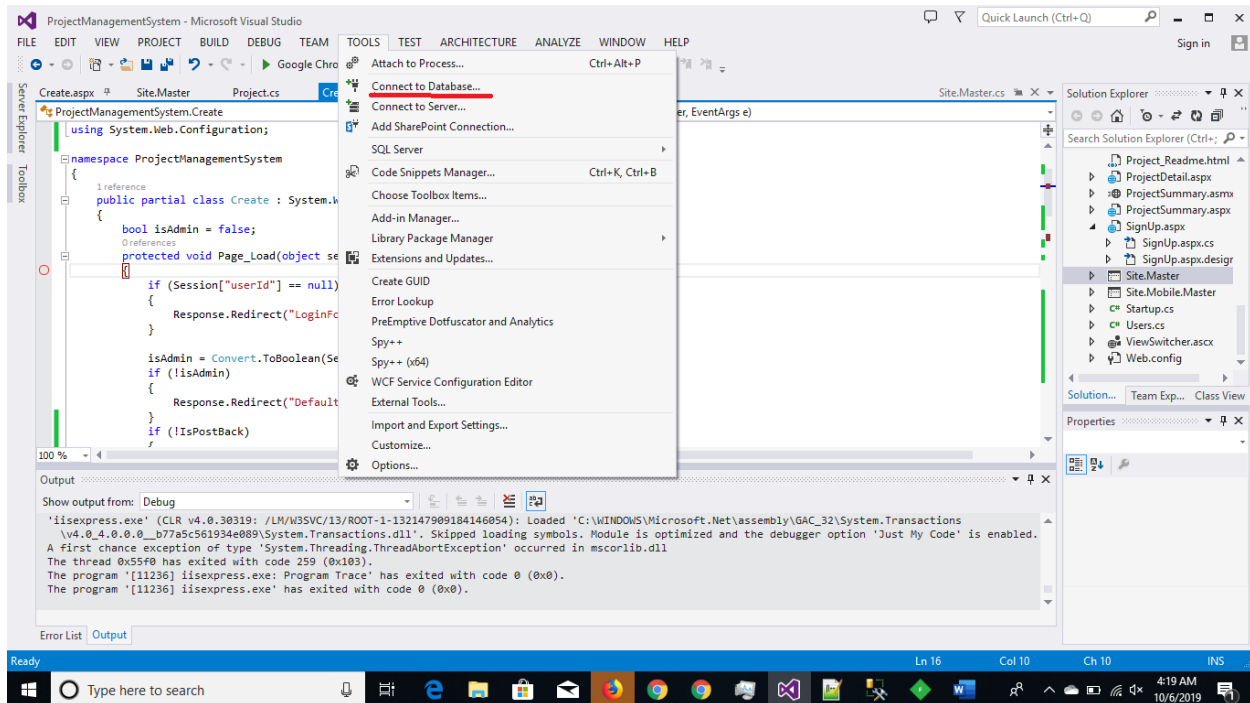 ProjectManagementSystem - Microsoft Visual Studio
Quick Launch (Ctrl+Q)
FILE EDIT VIEW PROJECT BUILD DEBUG TEAM TOOLS TEST ARCHITECTURE ANALYZE WINDOW HELP
Sign in
Google Chro
Attach to Process... Ctrl+Alt+P
Connect to Database...
Connect to Server...
Add SharePoint Connection...
SQL Server
Code Snippets Manager... Ctrl+K, Ctrl+B
Choose Toolbox Items...
Add-in Manager...
Library Package Manager
Extensions and Updates...
Create GUID
Error Lookup
PreEmptive Dotfuscator and Analytics
Spy++
Spy++ (x64)
WCF Service Configuration Editor
External Tools...
Import and Export Settings...
Customize...
Options...
Server Explorer
Toolbox
Create.aspx Site.Master Project.cs Cre
Site.Master.cs
ProjectManagementSystem.Create
er, EventArgs e)
using System.Web.Configuration;
namespace ProjectManagementSystem
{
1 reference
public partial class Create : System.W
{
bool isAdmin = false;
0 references
protected void Page_Load(object se
{
if (Session["userId"] == null)
{
Response.Redirect("LoginFo
}
isAdmin = Convert.ToBoolean(Se
if (!isAdmin)
{
Response.Redirect("Default
}
if (!IsPostBack)
{
100 %
Solution Explorer
Search Solution Explorer (Ctrl+;
Project_Readme.html
ProjectDetail.aspx
ProjectSummary.asmx
ProjectSummary.aspx
SignUp.aspx
SignUp.aspx.cs
SignUp.aspx.desigr
Site.Master
Site.Mobile.Master
C# Startup.cs
C# Users.cs
ViewSwitcher.ascx
Web.config
Solution... Team Exp... Class View
Properties
Output
Show output from: Debug
'iisexpress.exe' (CLR v4.0.30319: /LM/W3SVC/13/ROOT-1-132147909184146054): Loaded 'C:\WINDOWS\Microsoft.Net\assembly\GAC_32\System.Transactions
\v4.0_4.0.0.0__b77a5c561934e089\System.Transactions.dll'. Skipped loading symbols. Module is optimized and the debugger option 'Just My Code' is enabled.
A first chance exception of type 'System.Threading.ThreadAbortException' occurred in mscorlib.dll
The thread 0x55f0 has exited with code 259 (0x103).
The program '[11236] iisexpress.exe: Program Trace' has exited with code 0 (0x0).
The program '[11236] iisexpress.exe' has exited with code 0 (0x0).
Error List Output
Ready Ln 16 Col 10 Ch 10 INS
Type here to search
4:19 AM
10/6/2019